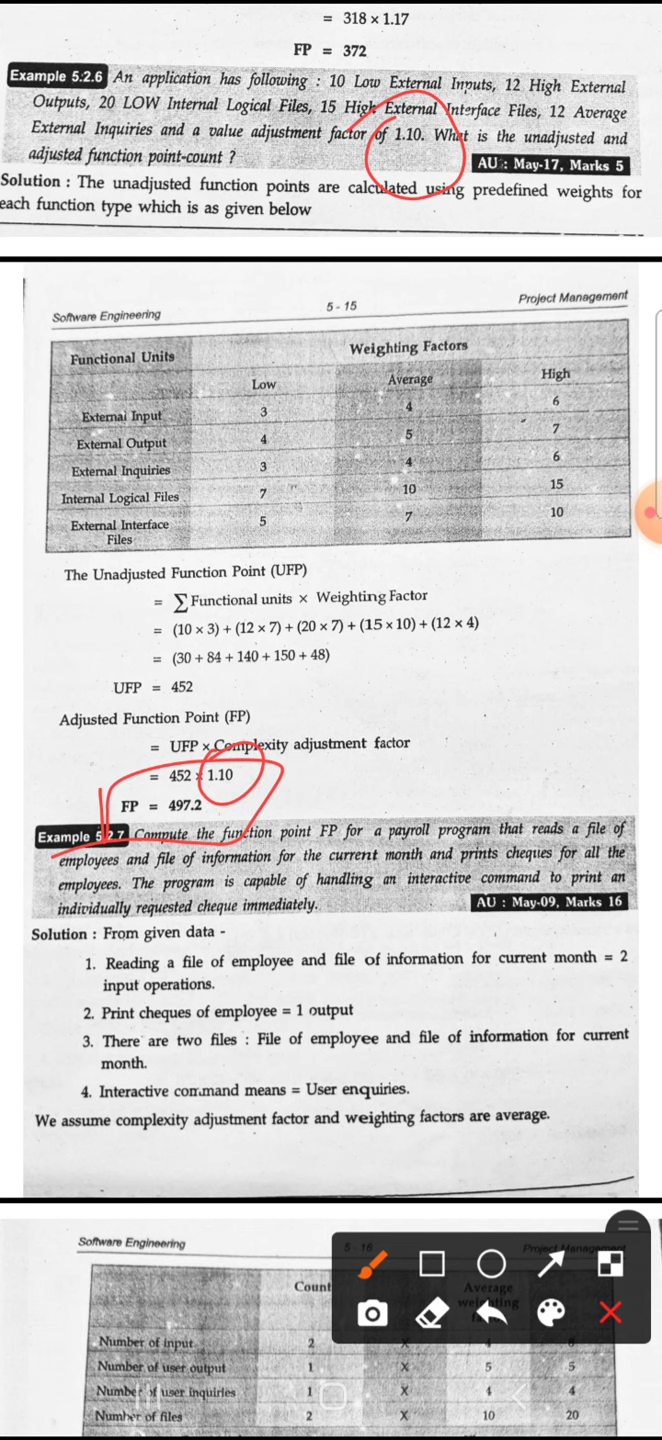 = 318 × 1.17
FP = 372
Example 5.2.6 An application has following : 10 Low External Inputs, 12 High External
Outputs, 20 LOW Internal Logical Files, 15 High External Interface Files, 12 Average
External Inquiries and a value adjustment factor of 1.10. What is the unadjusted and
adjusted function point-count ?
AU : May-17, Marks 5
Solution : The unadjusted function points are calculated using predefined weights for
each function type which is as given below
Software Engineering 5 - 15 Project Management
Functional Units Weighting Factors
Low Average High
External Input 3 4 6
External Output 4 5 7
External Inquiries 3 4 6
Internal Logical Files 7 10 15
External Interface 5 7 10
Files
The Unadjusted Function Point (UFP)
= ∑ Functional units × Weighting Factor
= (10 × 3) + (12 × 7) + (20 × 7) + (15 × 10) + (12 × 4)
= (30 + 84 + 140 + 150 + 48)
UFP = 452
Adjusted Function Point (FP)
= UFP × Complexity adjustment factor
= 452 × 1.10
FP = 497.2
Example 5.2.7 Compute the function point FP for a payroll program that reads a file of
employees and file of information for the current month and prints cheques for all the
employees. The program is capable of handling an interactive command to print an
individually requested cheque immediately.
AU : May-09, Marks 16
Solution : From given data -
1. Reading a file of employee and file of information for current month = 2
input operations.
2. Print cheques of employee = 1 output
3. There are two files : File of employee and file of information for current
month.
4. Interactive command means = User enquiries.
We assume complexity adjustment factor and weighting factors are average.
Software Engineering 5 - 16 Project Management
Count Average
weighting
Number of input 2 × 4 8
Number of user output 1 X 5 5
Number of user inquiries 1 X 4 4
Number of files 2 X 10 20